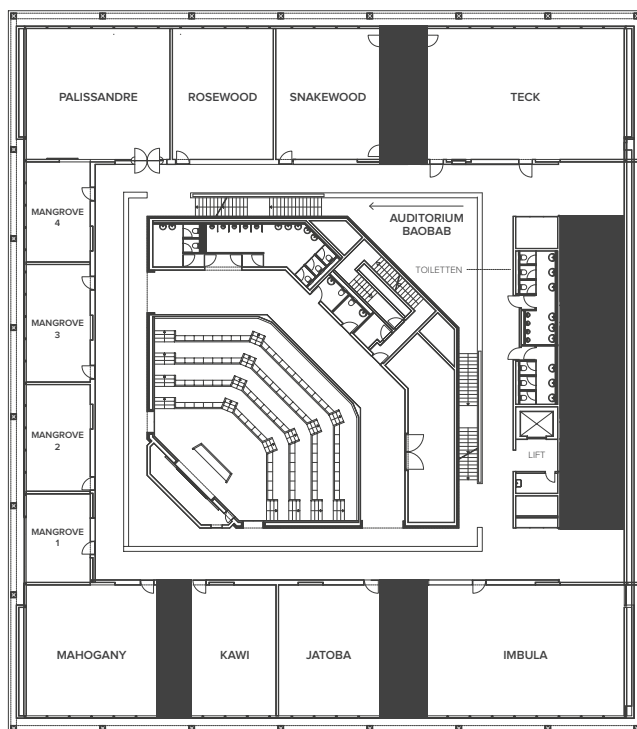 PALISSANDRE
ROSEWOOD
SNAKEWOOD
TECK
MANGROVE
4
AUDITORIUM
BAOBAB
TOILETTEN
MANGROVE
3
MANGROVE
2
LIFT
MANGROVE
1
MAHOGANY
KAWI
JATOBA
IMBULA